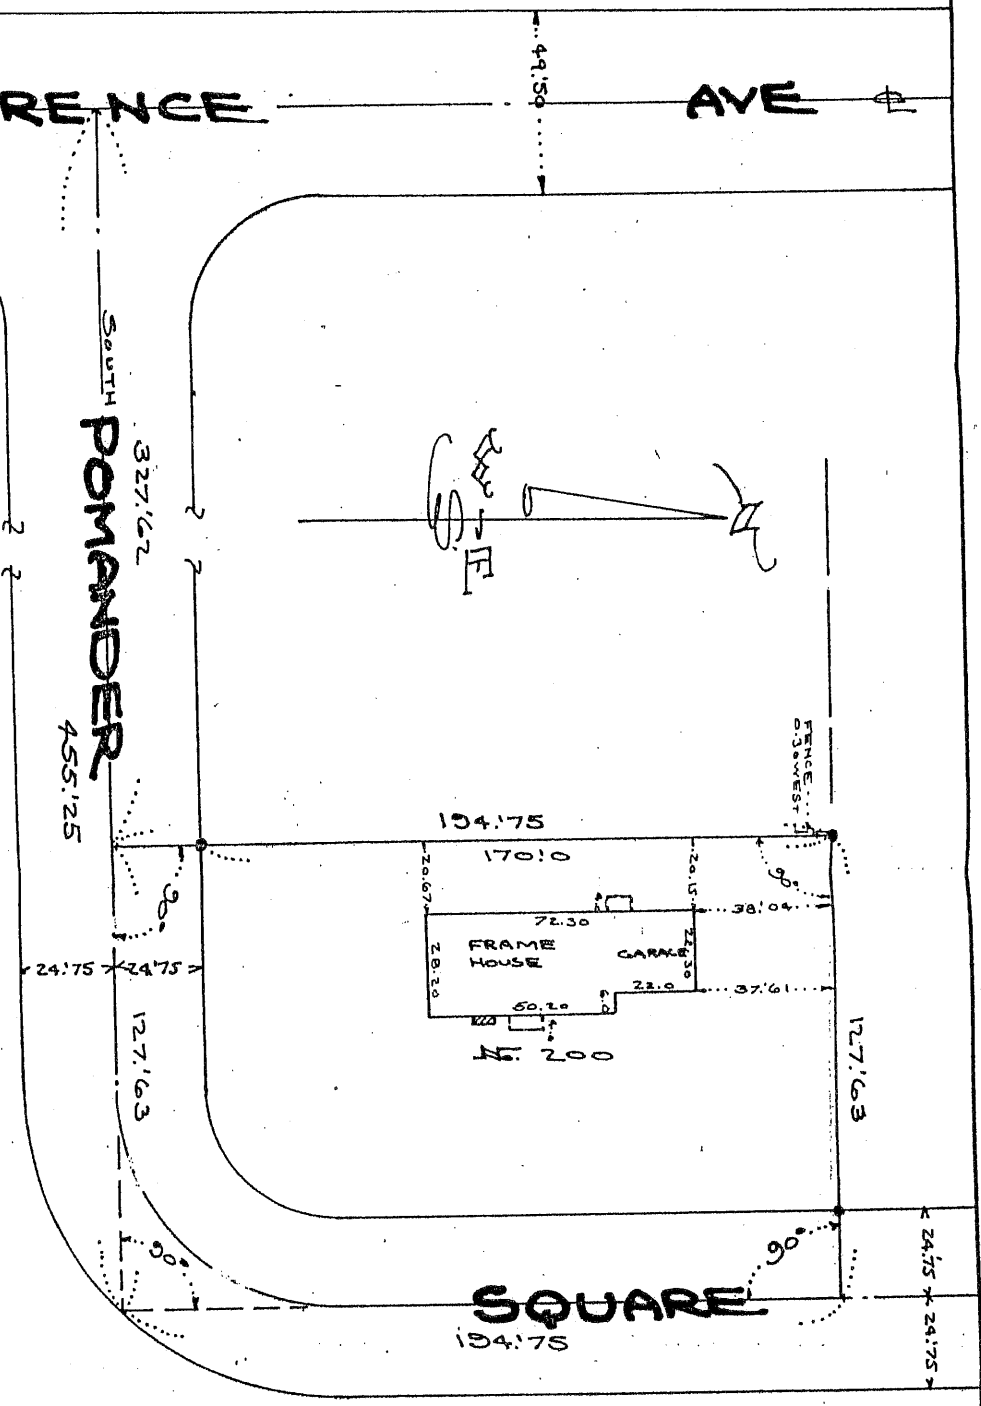 RENCE AVE ℄
49.'50
SOUTH POMANDER
327.'62
455.'25
FENCE
0.30 WEST
194.'75
170.'0
20.67
20.15
90°
38.'04
90°
72.30
FRAME
HOUSE
GARAGE
22.30
28.20
22.0
6.0
50.20
37.'61
24.'75
24.'75
No. 200
127.'63
127.'63
90°
90°
24.'75
24.'75
SQUARE
194.'75